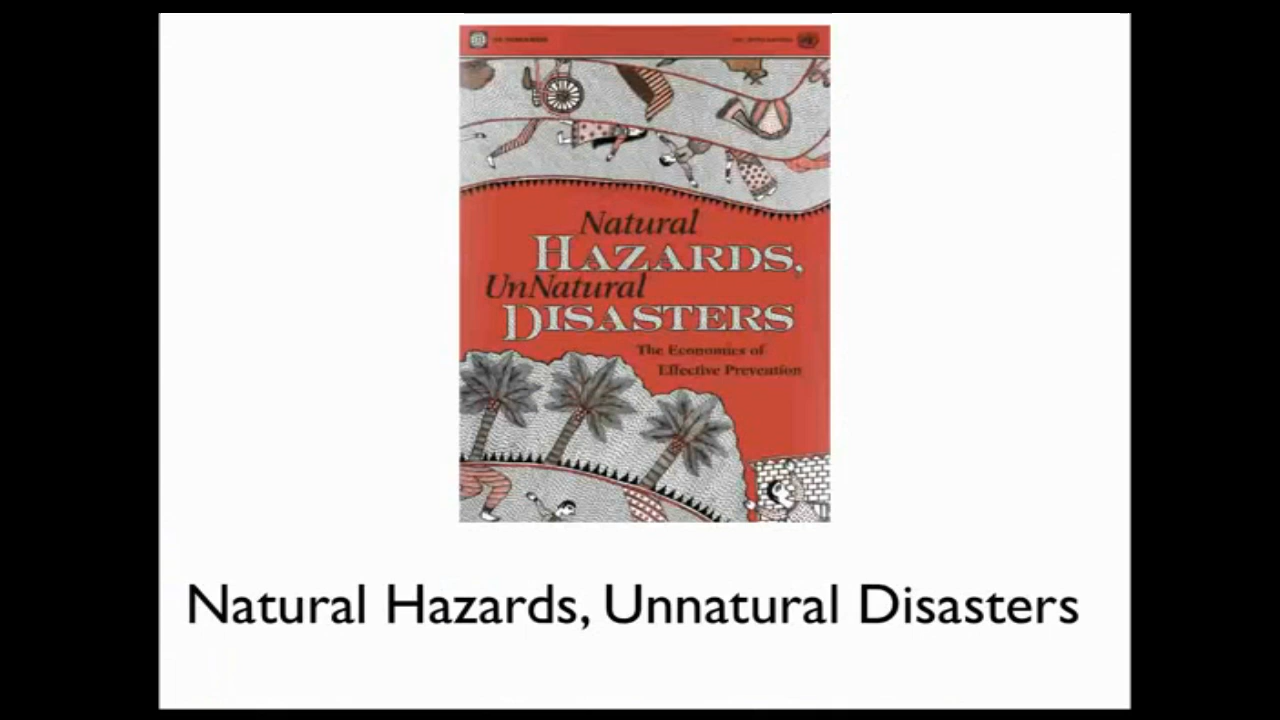 Natural
HAZARDS,
UnNatural
DISASTERS
The Economics of
Effective Prevention
Natural Hazards, Unnatural Disasters